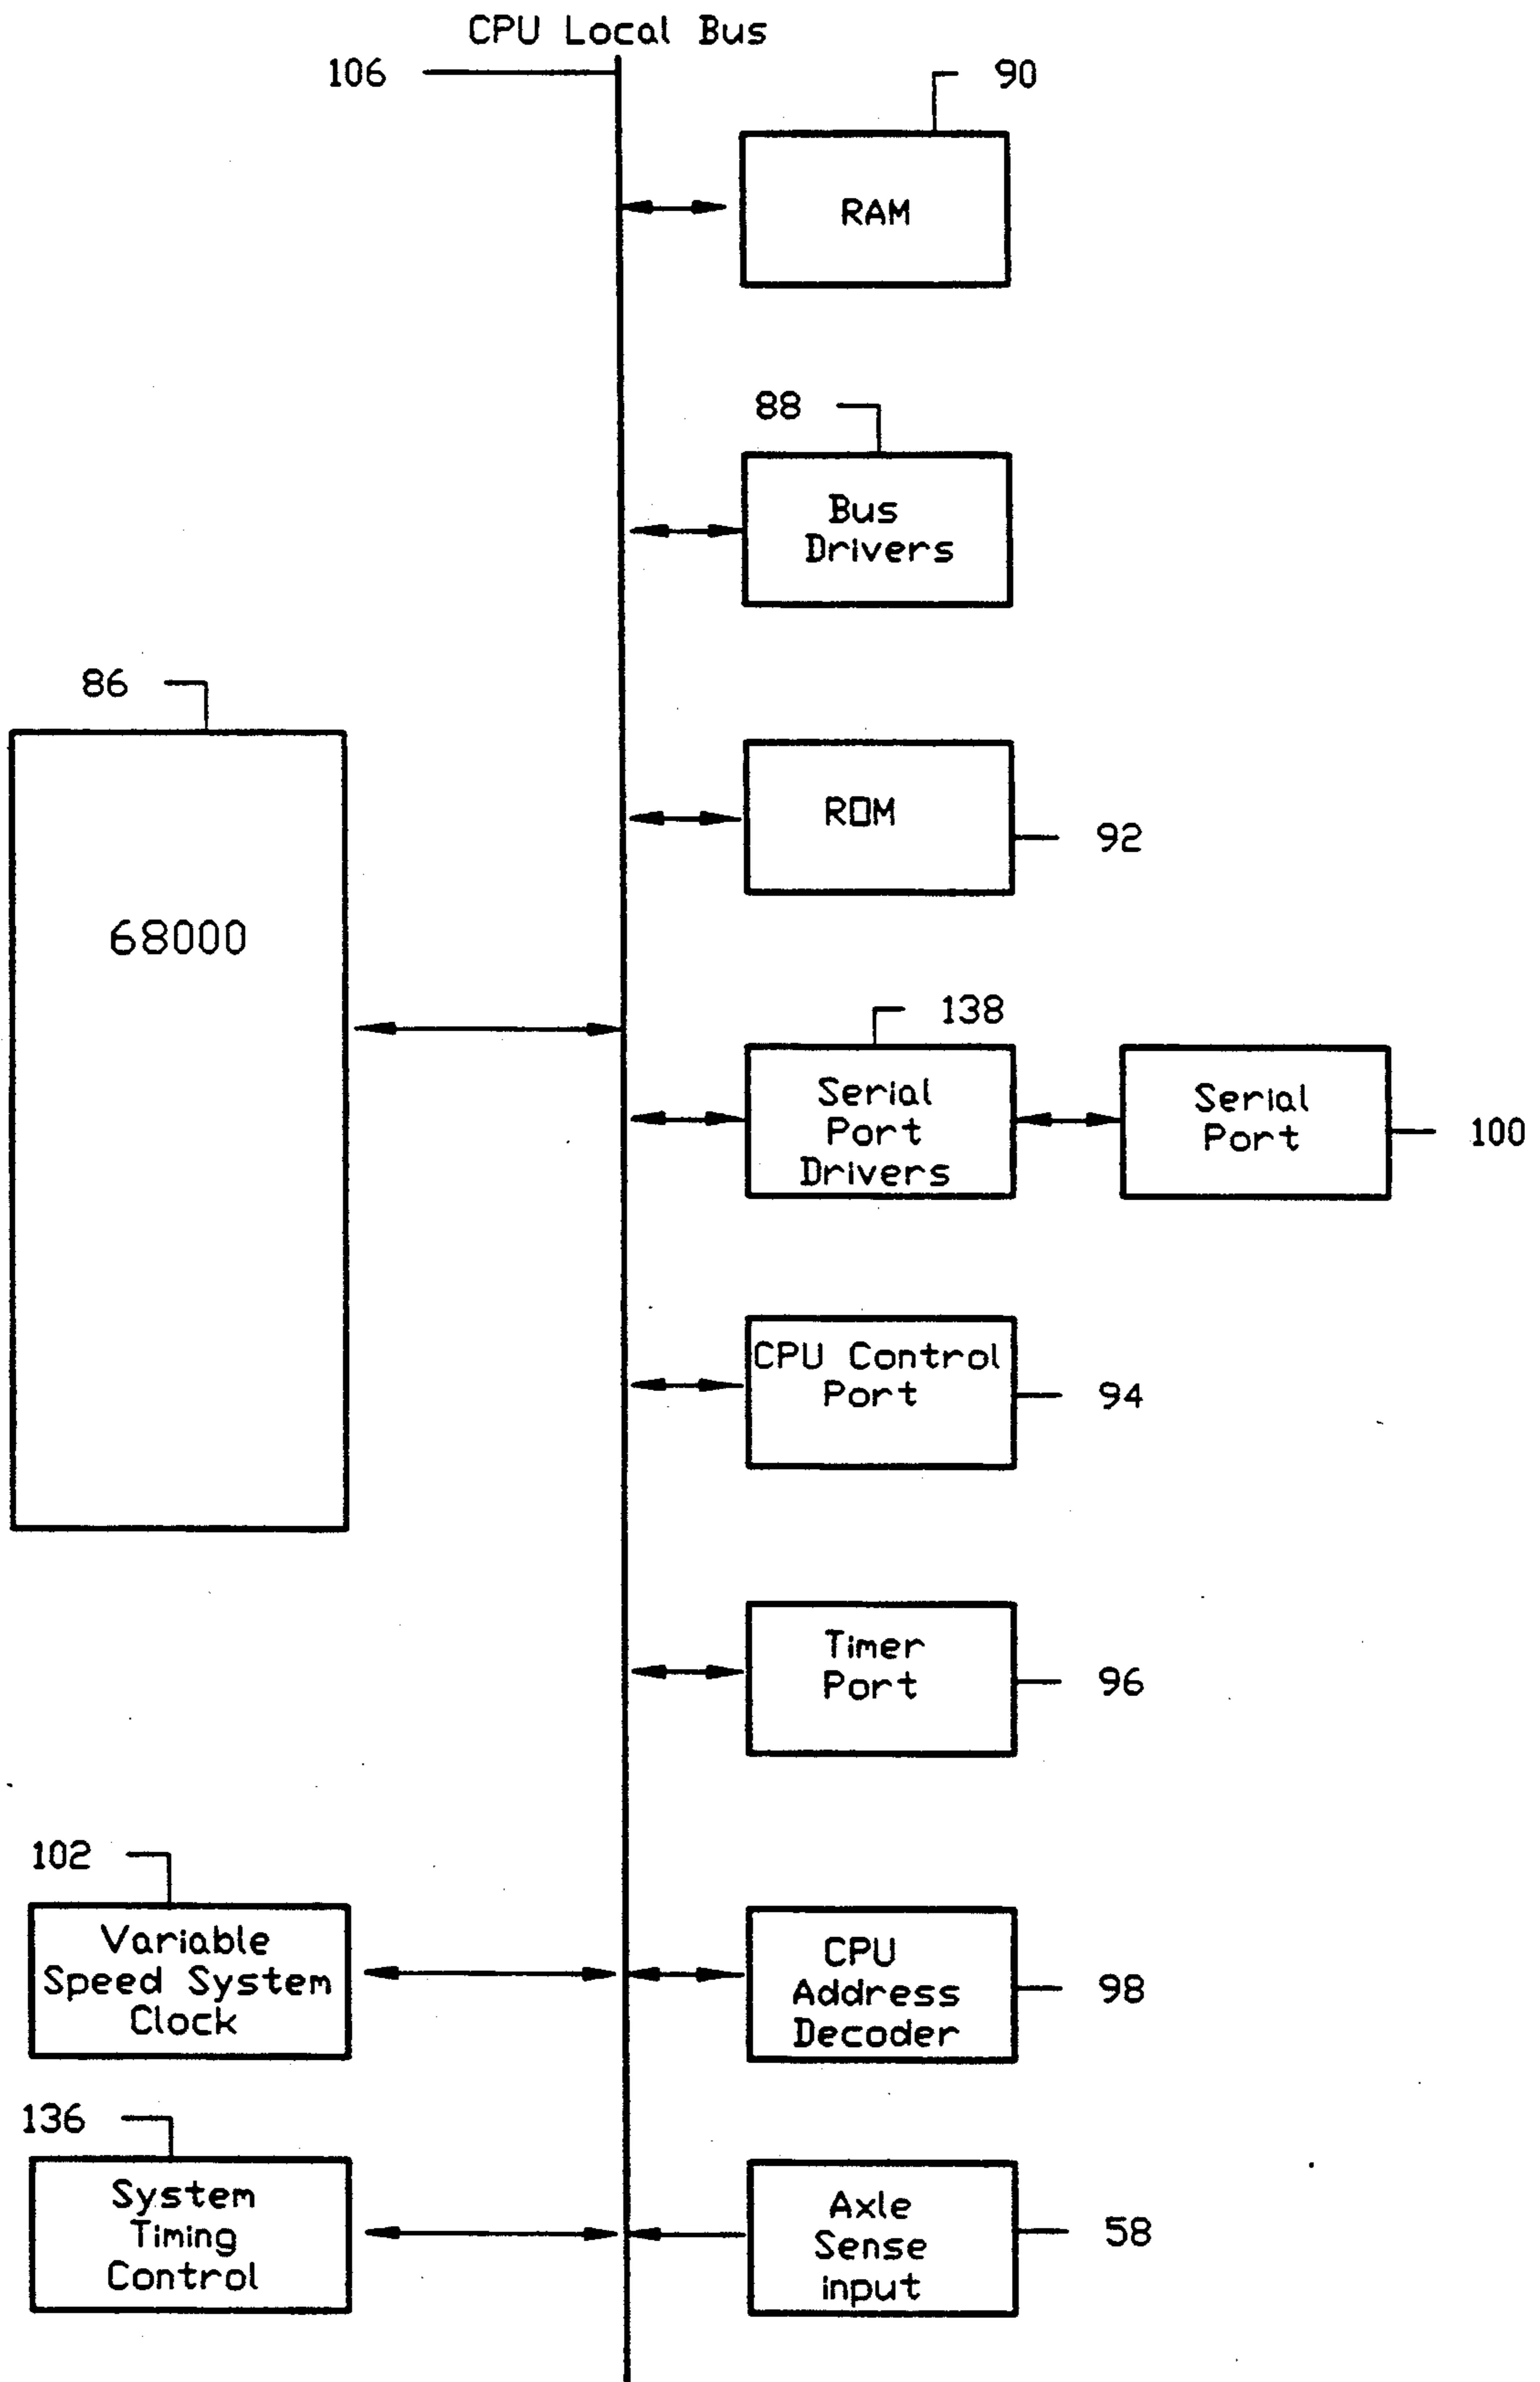 CPU Local Bus
106
90
RAM
88
Bus
Drivers
86
68000
ROM
92
138
Serial
Port
Drivers
Serial
Port
100
CPU Control
Port
94
Timer
Port
96
102
Variable
Speed System
Clock
CPU
Address
Decoder
98
136
System
Timing
Control
Axle
Sense
input
58